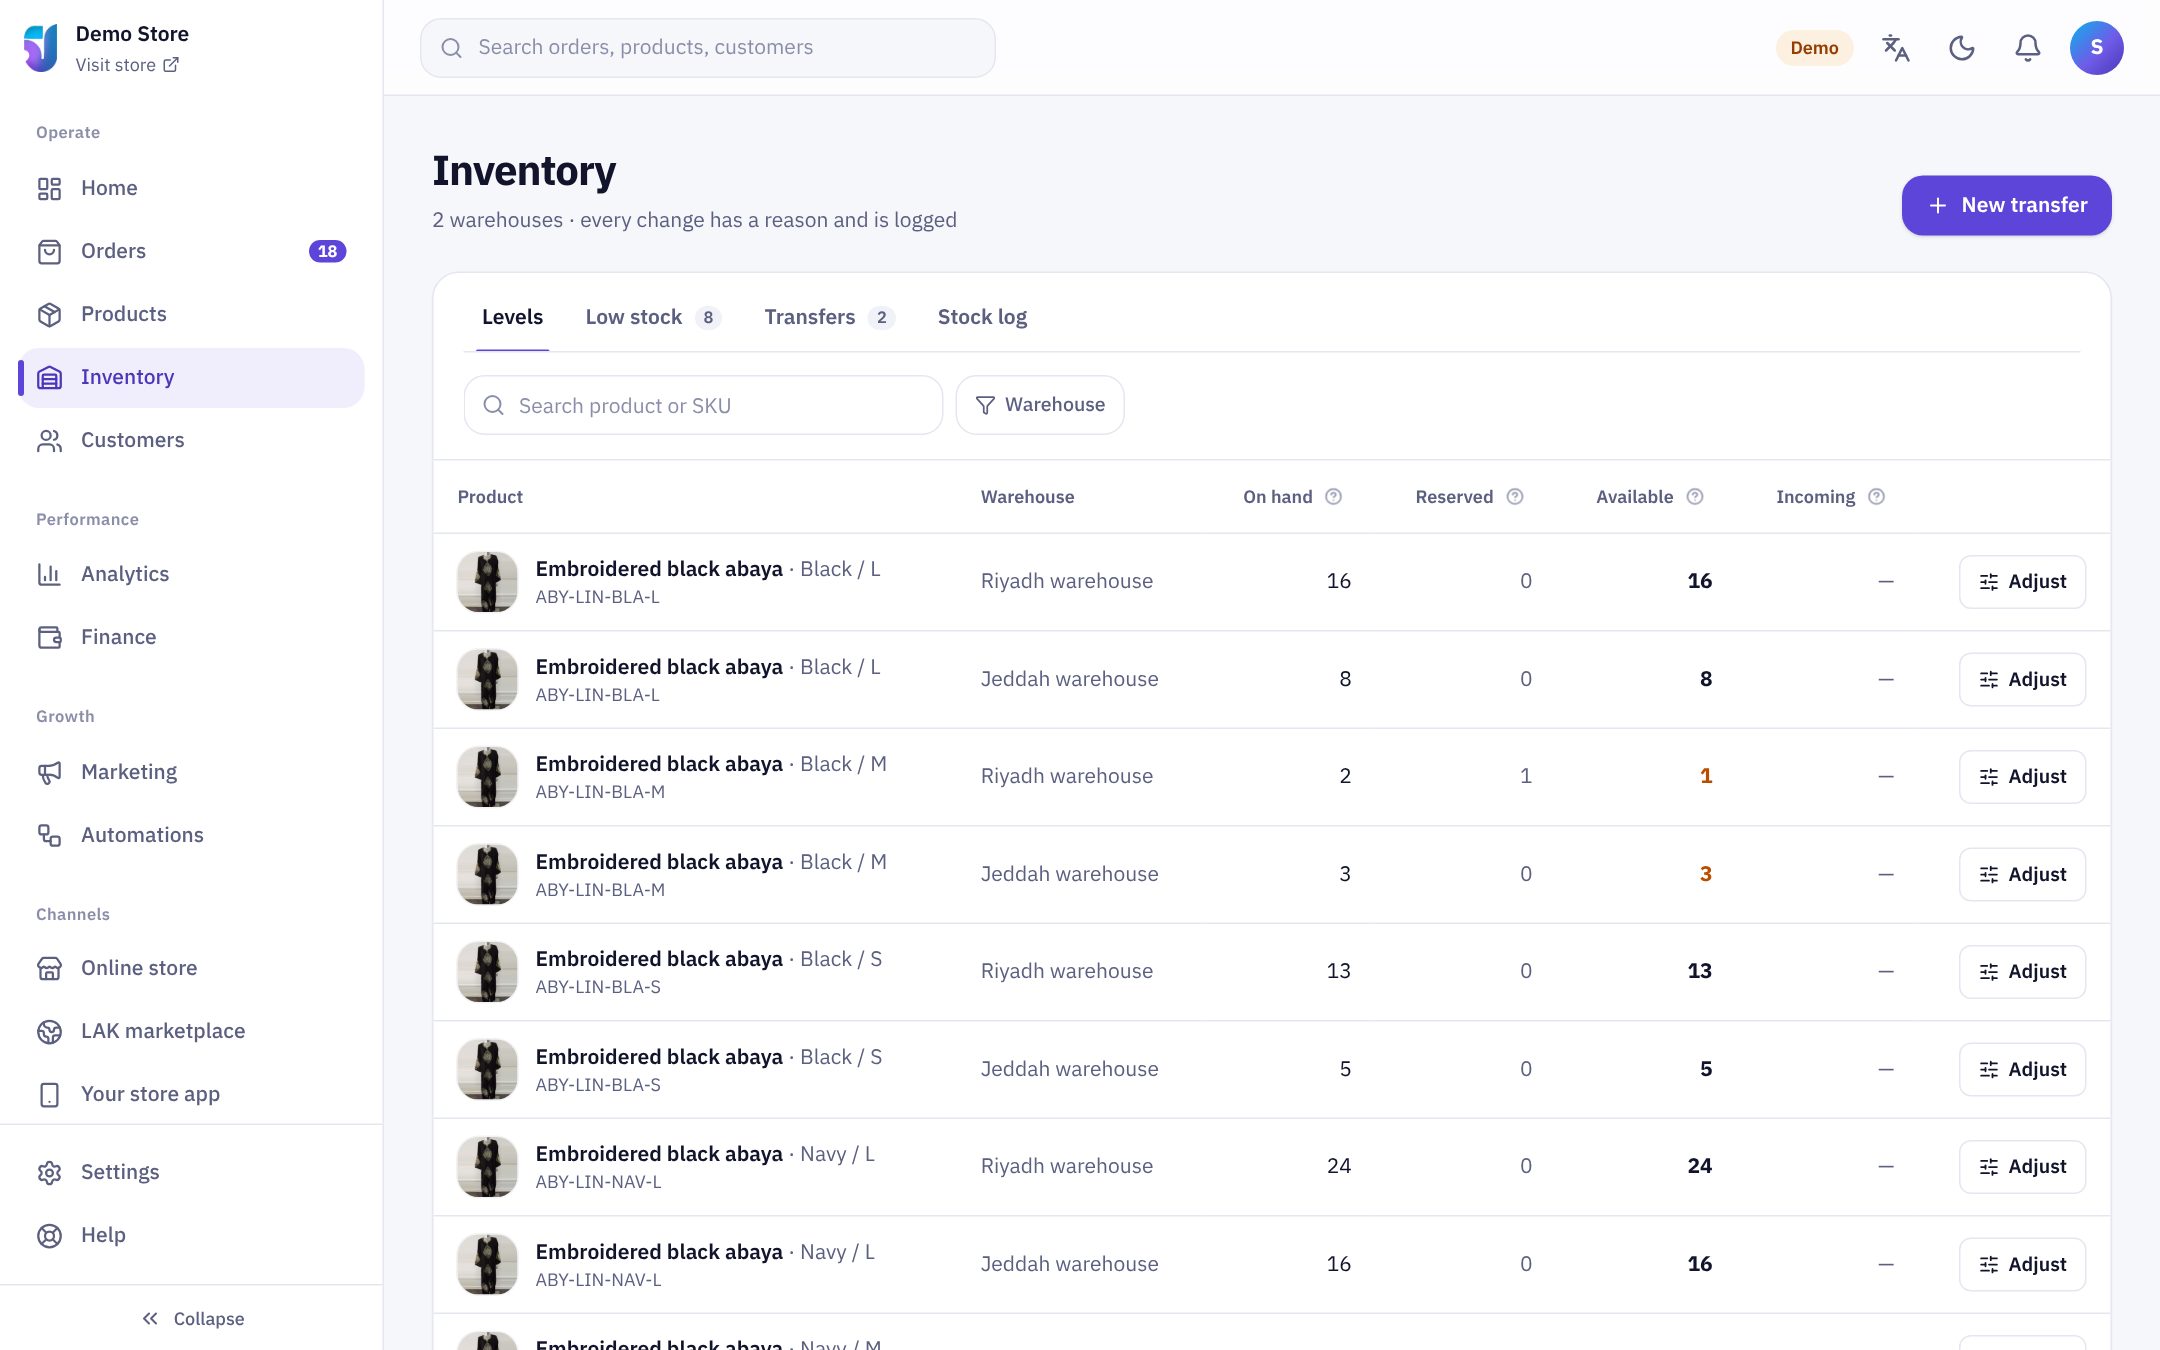 Demo Store
Visit store
Search orders, products, customers
Demo
S
Operate
Home
Orders 18
Products
Inventory
Customers
Performance
Analytics
Finance
Growth
Marketing
Automations
Channels
Online store
LAK marketplace
Your store app
Settings
Help
Collapse
Inventory
2 warehouses · every change has a reason and is logged
New transfer
Levels Low stock 8 Transfers 2 Stock log
Search product or SKU Warehouse
Product Warehouse On hand Reserved Available Incoming
Embroidered black abaya · Black / L
ABY-LIN-BLA-L
Riyadh warehouse 16 0 16 — Adjust
Embroidered black abaya · Black / L
ABY-LIN-BLA-L
Jeddah warehouse 8 0 8 — Adjust
Embroidered black abaya · Black / M
ABY-LIN-BLA-M
Riyadh warehouse 2 1 1 — Adjust
Embroidered black abaya · Black / M
ABY-LIN-BLA-M
Jeddah warehouse 3 0 3 — Adjust
Embroidered black abaya · Black / S
ABY-LIN-BLA-S
Riyadh warehouse 13 0 13 — Adjust
Embroidered black abaya · Black / S
ABY-LIN-BLA-S
Jeddah warehouse 5 0 5 — Adjust
Embroidered black abaya · Navy / L
ABY-LIN-NAV-L
Riyadh warehouse 24 0 24 — Adjust
Embroidered black abaya · Navy / L
ABY-LIN-NAV-L
Jeddah warehouse 16 0 16 — Adjust
Embroidered black abaya · Navy / M